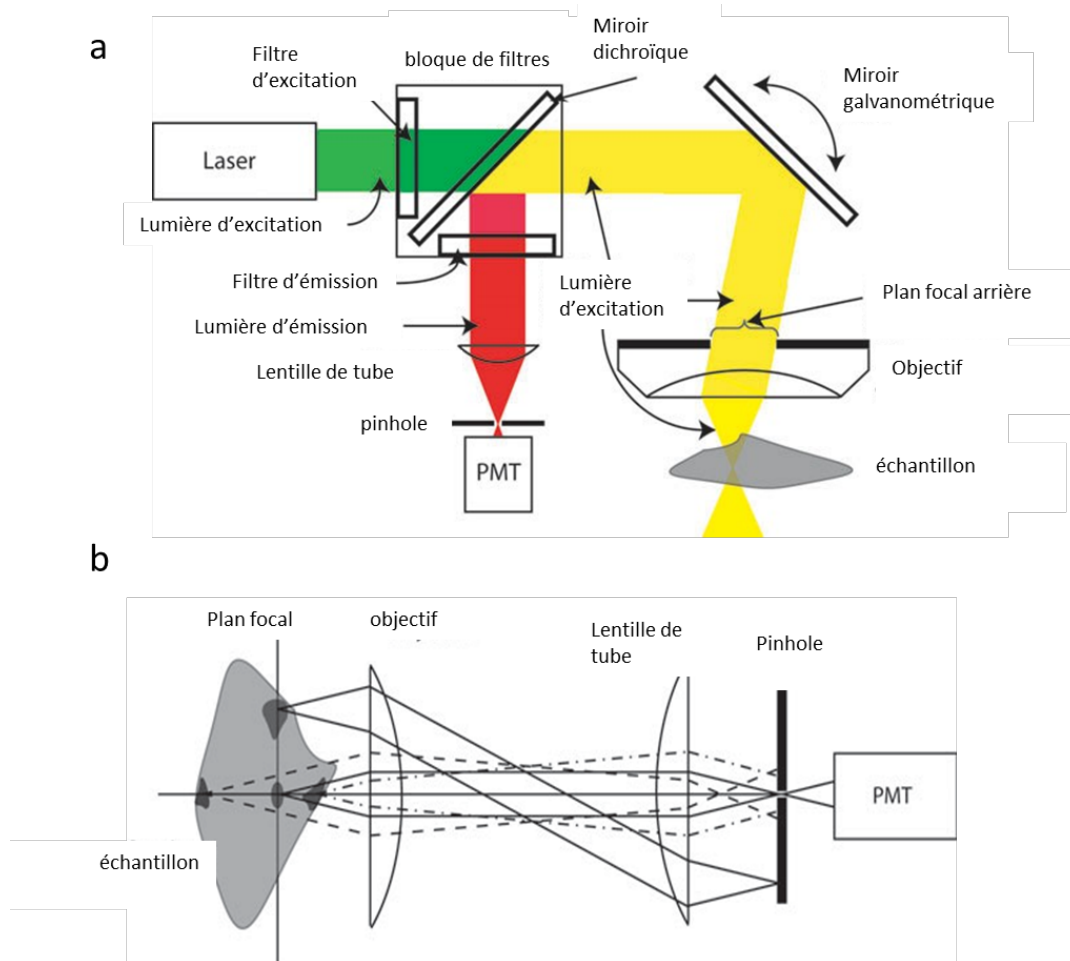 a
Filtre
d'excitation
bloque de filtres
Miroir
dichroïque
Miroir
galvanométrique
Laser
Lumière d'excitation
Filtre d'émission
Lumière
d'excitation
Plan focal arrière
Lumière d'émission
Lentille de tube
Objectif
pinhole
PMT
échantillon
b
Plan focal
objectif
Lentille de
tube
Pinhole
PMT
échantillon